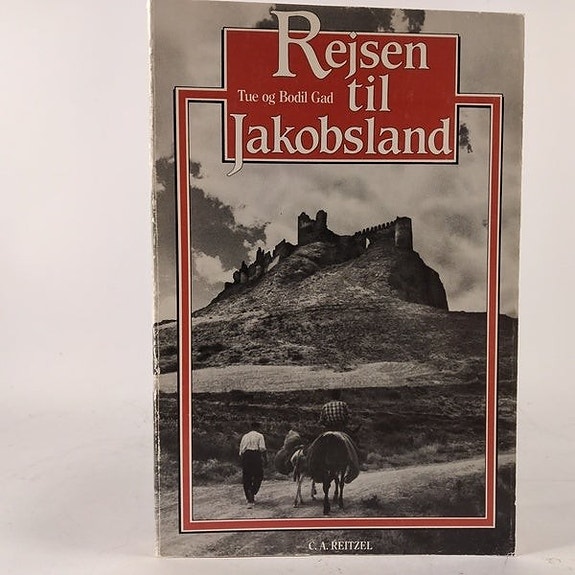 Rejsen
til
Tue og Bodil Gad
Jakobsland
C. A. REITZEL